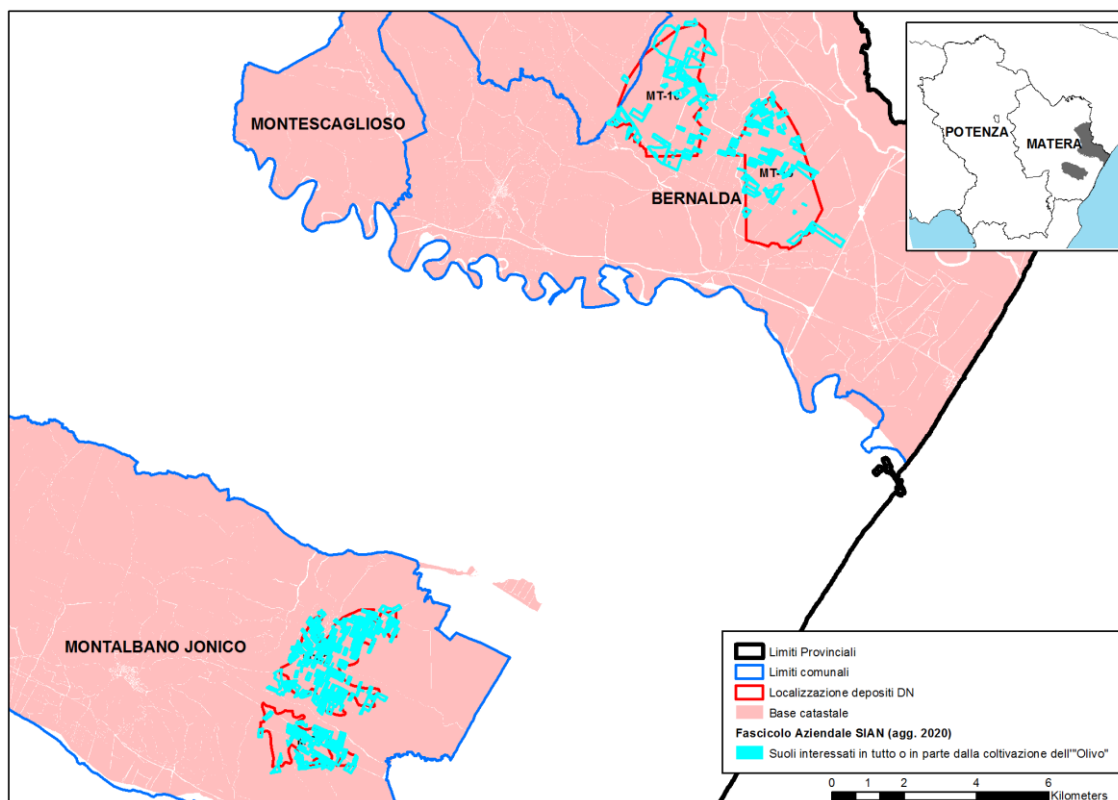 MONTESCAGLIOSO
BERNALDA
MONTALBANO JONICO
POTENZA
MATERA
Limiti Provinciali
Limiti comunali
Localizzazione depositi DN
Base catastale
Fascicolo Aziendale SIAN (agg. 2020)
Suoli interessati in tutto o in parte dalla coltivazione dell'"Olivo"
0 1 2 4 6
Kilometers